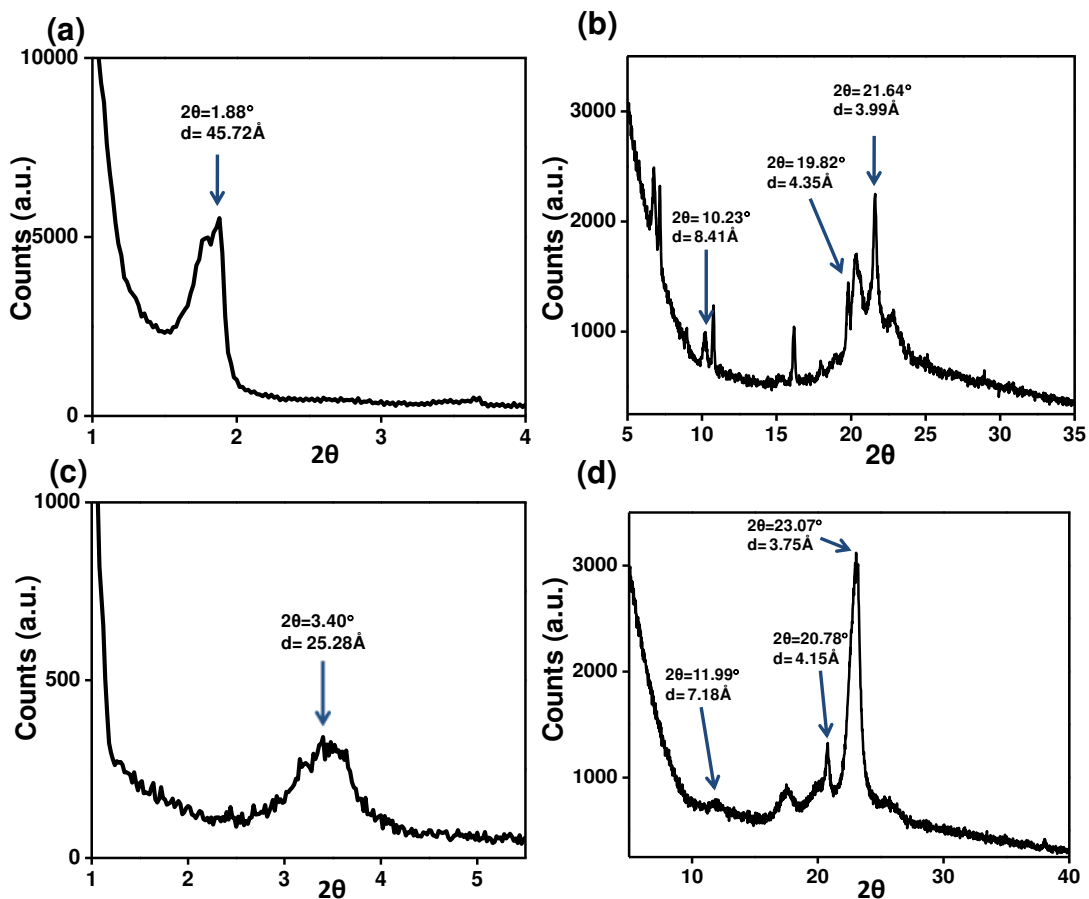 (a)
10000
5000
0
Counts (a.u.)
2θ=1.88°
d= 45.72Å
1 2 3 4
2θ
(b)
3000
2000
1000
Counts (a.u.)
2θ=10.23°
d=8.41Å
2θ=19.82°
d=4.35Å
2θ=21.64°
d=3.99Å
5 10 15 20 25 30 35
2θ
(c)
1000
500
0
Counts (a.u.)
2θ=3.40°
d= 25.28Å
1 2 3 4 5
2θ
(d)
3000
2000
1000
Counts (a.u.)
2θ=11.99°
d=7.18Å
2θ=20.78°
d=4.15Å
2θ=23.07°
d=3.75Å
10 20 30 40
2θ